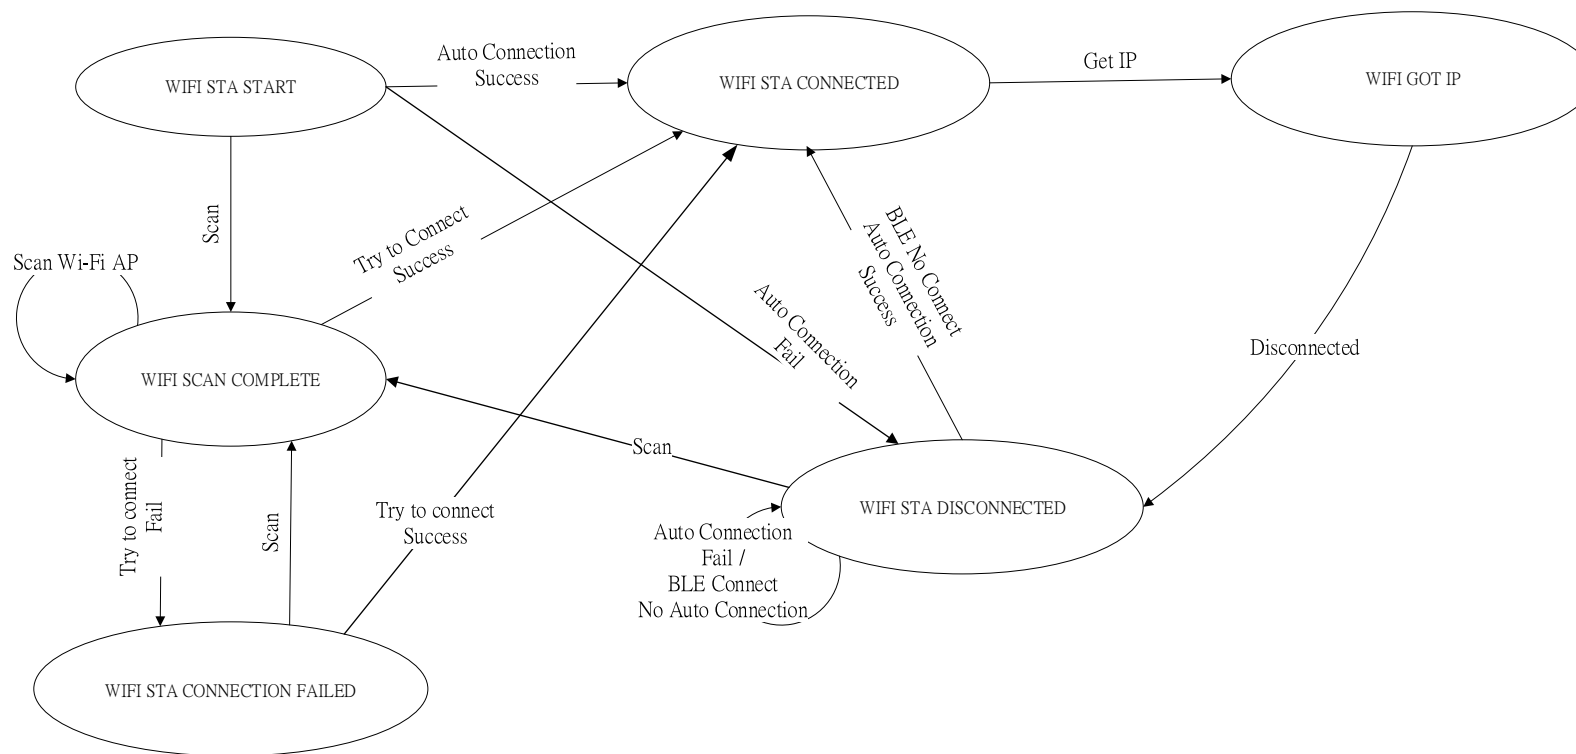 Auto Connection
Success
WIFI STA START
WIFI STA CONNECTED
Get IP
WIFI GOT IP
Scan
Scan Wi-Fi AP
Try to Connect
Success
BLE No Connect
Auto Connection
Success
Auto Connection
Fail
Disconnected
WIFI SCAN COMPLETE
Scan
Try to connect
Fail
Scan
Try to connect
Success
WIFI STA DISCONNECTED
Auto Connection
Fail /
BLE Connect
No Auto Connection
WIFI STA CONNECTION FAILED